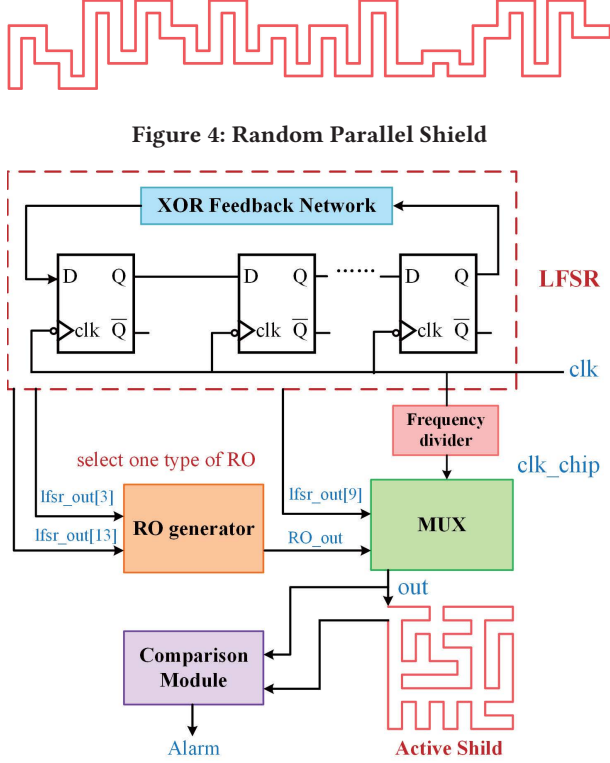 Figure 4: Random Parallel Shield
XOR Feedback Network
D Q D Q ...... D Q
LFSR
clk Q clk Q clk Q
clk
Frequency
divider
select one type of RO
clk_chip
lfsr_out[3]
lfsr_out[9]
RO generator
MUX
lfsr_out[13]
RO_out
out
Comparison
Module
Alarm
Active Shild